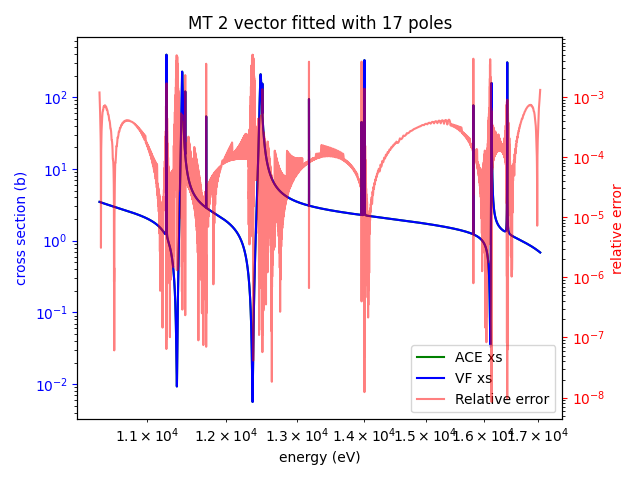 MT 2 vector fitted with 17 poles
cross section (b)
10²
10¹
10⁰
10⁻¹
10⁻²
10⁻³
10⁻⁴
10⁻⁵
10⁻⁶
10⁻⁷
10⁻⁸
relative error
ACE xs
VF xs
Relative error
1.1 × 10⁴ 1.2 × 10⁴ 1.3 × 10⁴ 1.4 × 10⁴ 1.5 × 10⁴ 1.6 × 10⁴ 1.7 × 10⁴
energy (eV)